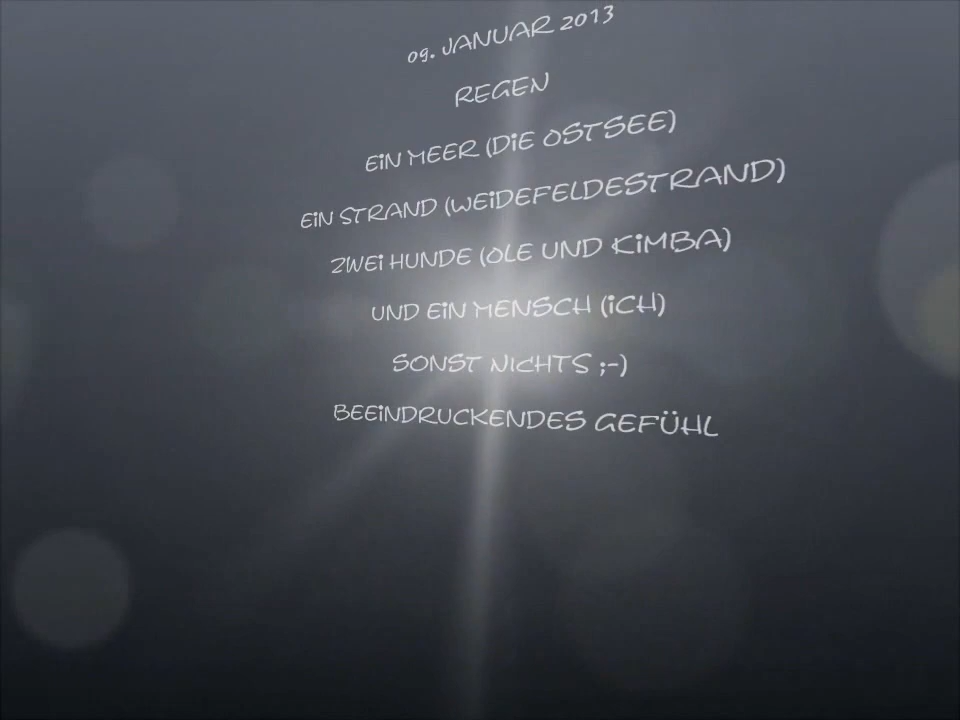 09. JANUAR 2013
REGEN
EIN MEER (DIE OSTSEE)
EIN STRAND (WEIDEFELDESTRAND)
ZWEI HUNDE (OLE UND KIMBA)
UND EIN MENSCH (ICH)
SONST NICHTS ;-)
BEEINDRUCKENDES GEFÜHL